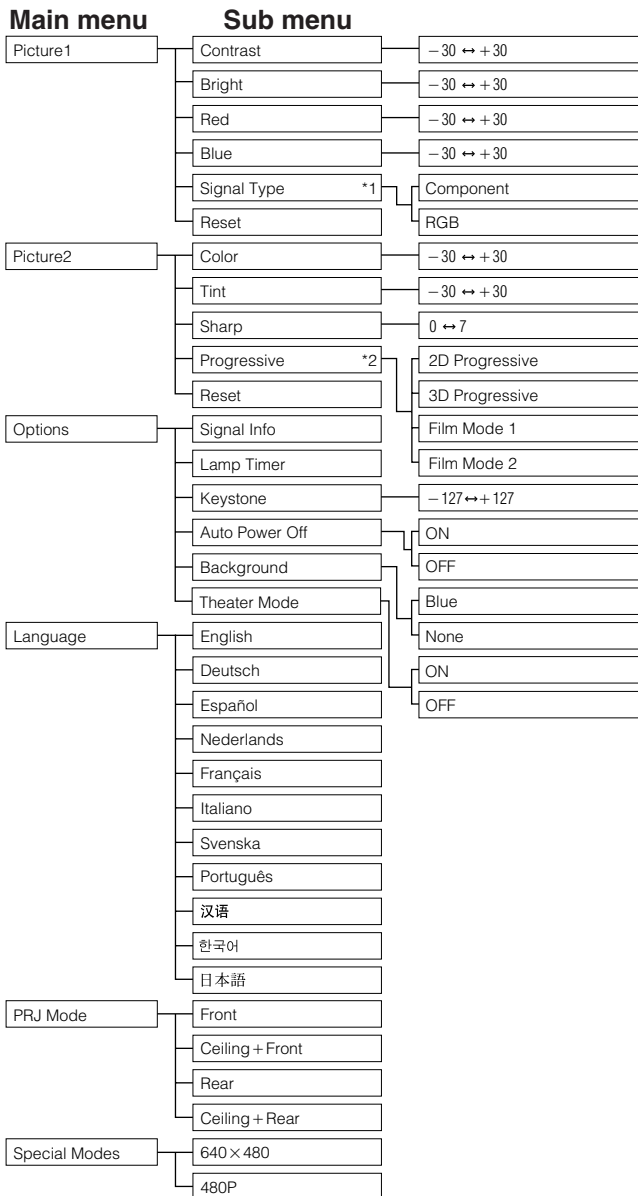 Main menu Sub menu
Picture1 Contrast −30 ↔ +30
Bright −30 ↔ +30
Red −30 ↔ +30
Blue −30 ↔ +30
Signal Type *1 Component
Reset RGB
Picture2 Color −30 ↔ +30
Tint −30 ↔ +30
Sharp 0 ↔ 7
Progressive *2 2D Progressive
Reset 3D Progressive
Options Signal Info Film Mode 1
Lamp Timer Film Mode 2
Keystone −127↔+127
Auto Power Off ON
Background OFF
Theater Mode Blue
Language English None
Deutsch ON
Español OFF
Nederlands
Français
Italiano
Svenska
Português
汉语
한국어
日本語
PRJ Mode Front
Ceiling+Front
Rear
Ceiling+Rear
Special Modes 640×480
480P